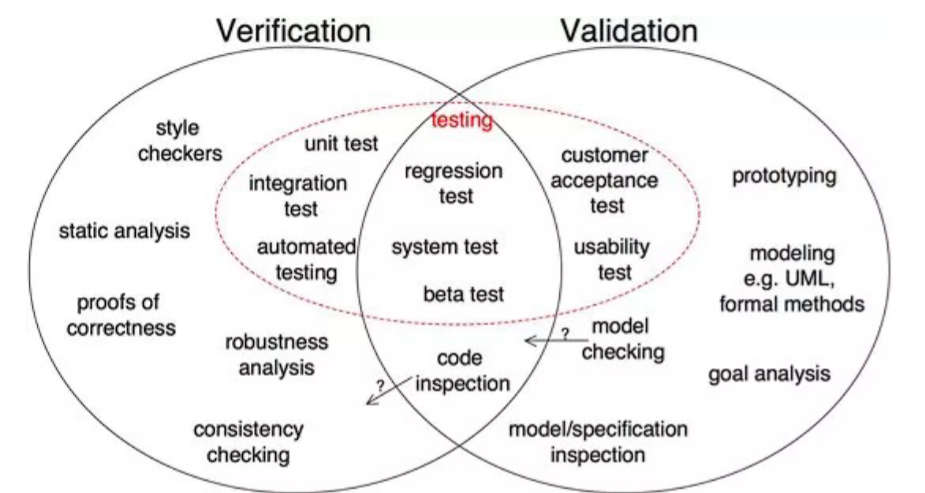 Verification
Validation
testing
style
checkers
unit test
integration
test
automated
testing
static analysis
proofs of
correctness
robustness
analysis
consistency
checking
regression
test
system test
beta test
code
inspection
?
customer
acceptance
test
usability
test
?
model
checking
model/specification
inspection
prototyping
modeling
e.g. UML,
formal methods
goal analysis